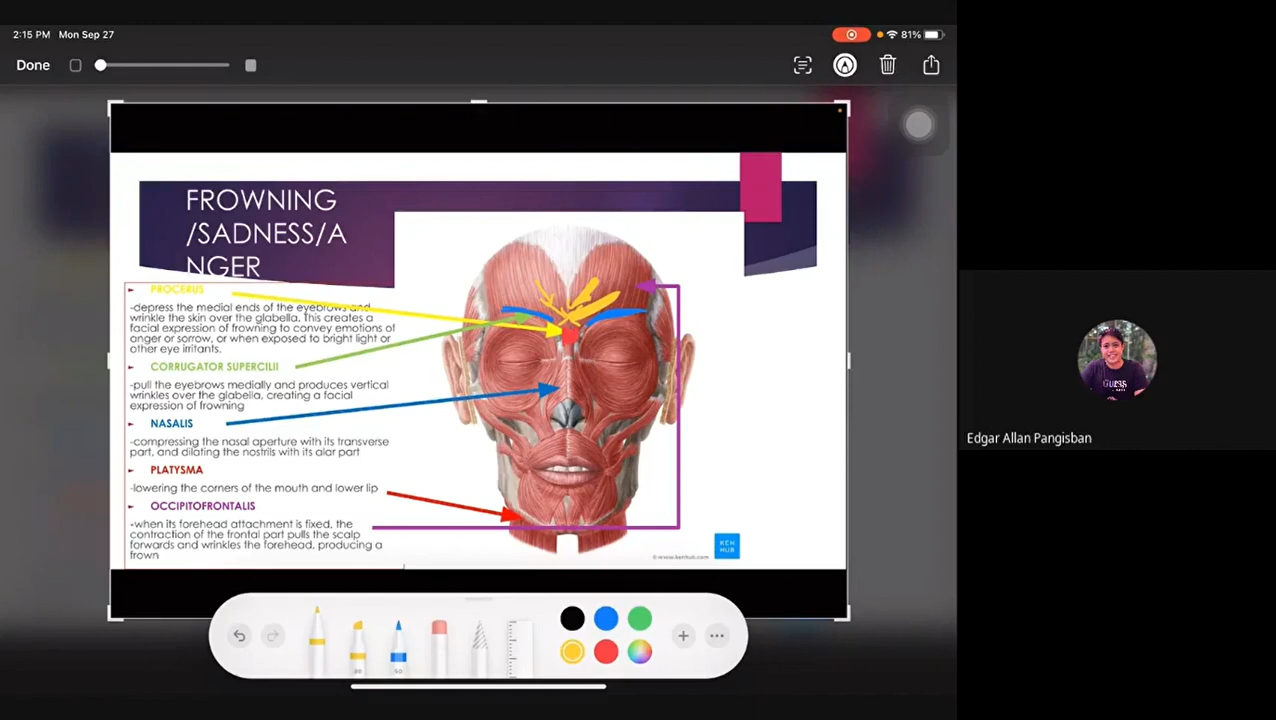 2:15 PM Mon Sep 27
81%
Done
FROWNING
/SADNESS/A
NGER
PROCERUS
-depress the medial ends of the eyebrows and
wrinkle the skin over the glabella. This creates a
facial expression of frowning to convey emotions of
anger or sorrow, or when exposed to bright light or
other eye irritants.
CORRUGATOR SUPERCILII
-pull the eyebrows medially and produces vertical
wrinkles over the glabella, creating a facial
expression of frowning
NASALIS
-compressing the nasal aperture with its transverse
part, and dilating the nostrils with its alar part
PLATYSMA
-lowering the corners of the mouth and lower lip
OCCIPITOFRONTALIS
-when its forehead attachment is fixed, the
contraction of the frontal part pulls the scalp
forwards and wrinkles the forehead, producing a
frown
© www.kenhub.com
KEN
HUB
80
50
GUESS
Edgar Allan Pangisban